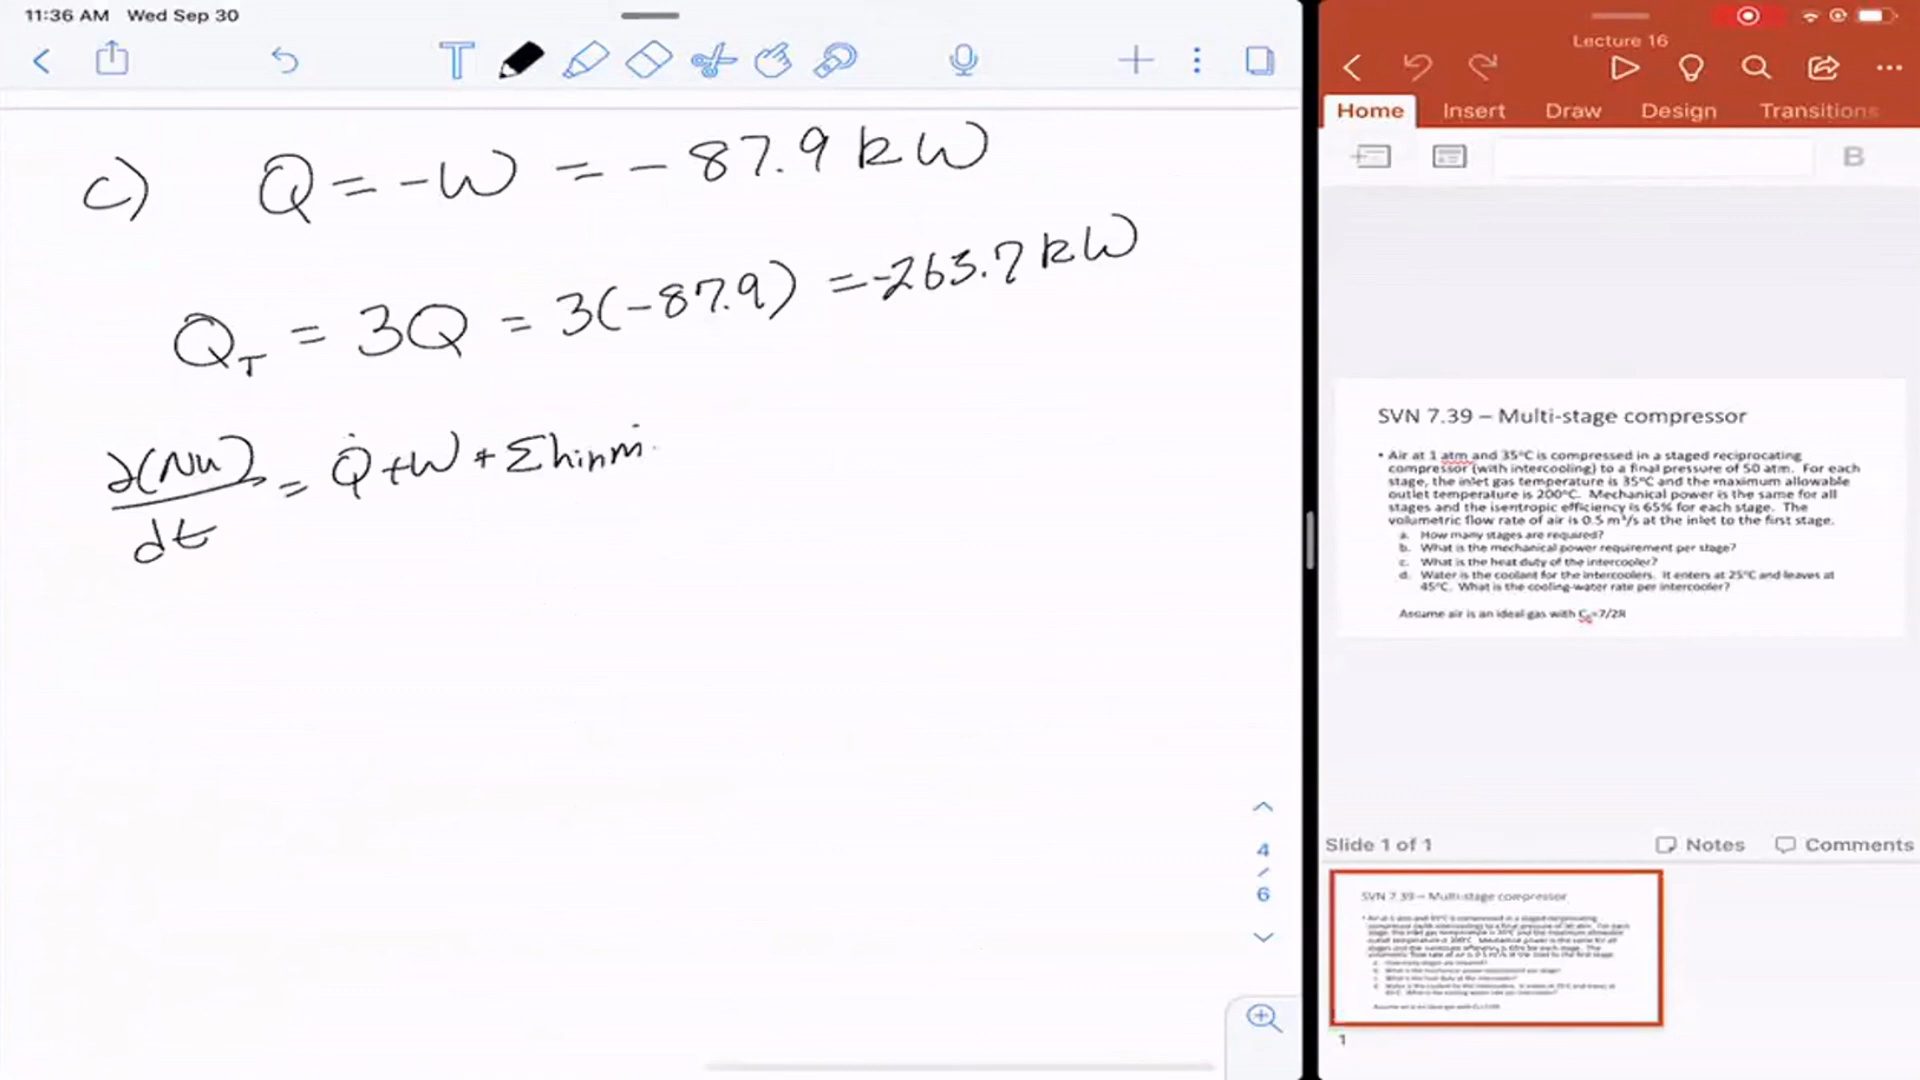 11:36 AM Wed Sep 30
T
c) Q = -W = - 87.9 kW
Q_T = 3Q = 3(-87.9) = -263.7 kW
d(Nu)/dt = Q̇ + Ẇ + Σ hin ṁ
4
6
Lecture 16
Home Insert Draw Design Transitions
B
SVN 7.39 – Multi-stage compressor
• Air at 1 atm and 35°C is compressed in a staged reciprocating
compressor (with intercooling) to a final pressure of 50 atm. For each
stage, the inlet gas temperature is 35°C and the maximum allowable
outlet temperature is 200°C. Mechanical power is the same for all
stages and the isentropic efficiency is 65% for each stage. The
volumetric flow rate of air is 0.5 m³/s at the inlet to the first stage.
a. How many stages are required?
b. What is the mechanical power requirement per stage?
c. What is the heat duty of the intercooler?
d. Water is the coolant for the intercoolers. It enters at 25°C and leaves at
45°C. What is the cooling-water rate per intercooler?
Assume air is an ideal gas with Cp=7/2R
Slide 1 of 1 Notes Comments
SVN 7.39 – Multi-stage compressor
1